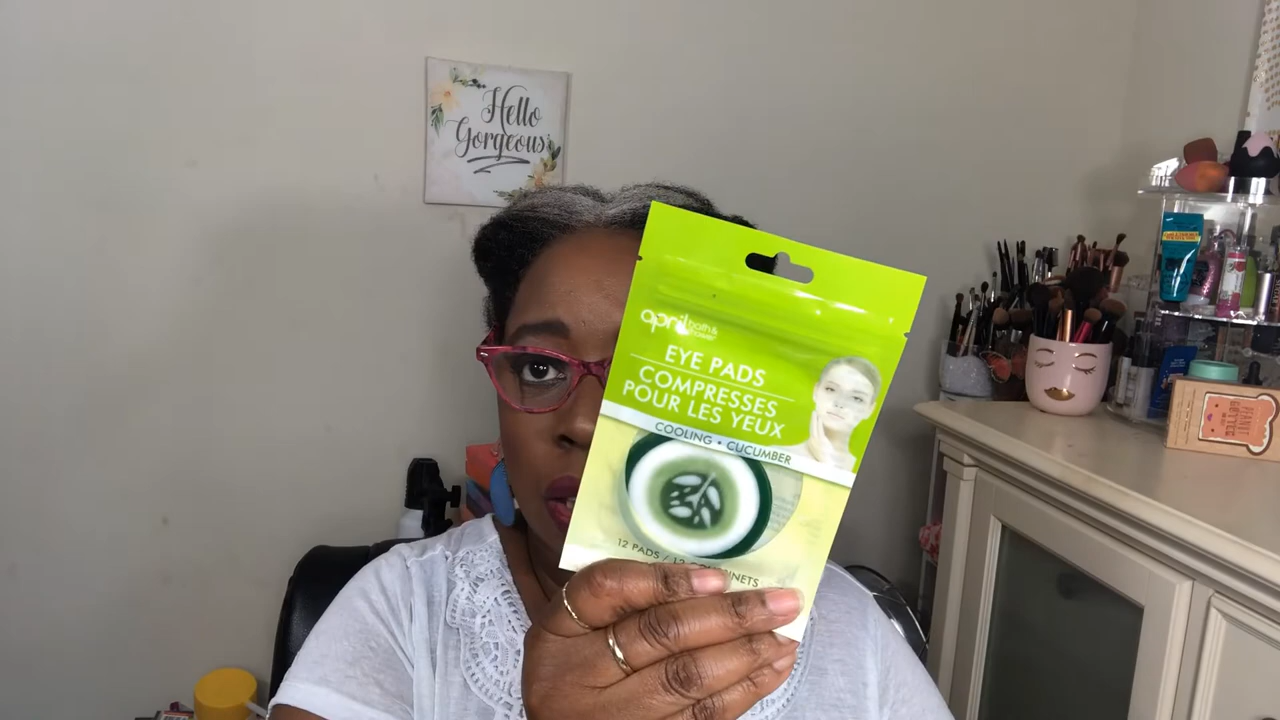 Hello
Gorgeous
april bath & shower
EYE PADS
COMPRESSES
POUR LES YEUX
COOLING • CUCUMBER
12 PADS / 12